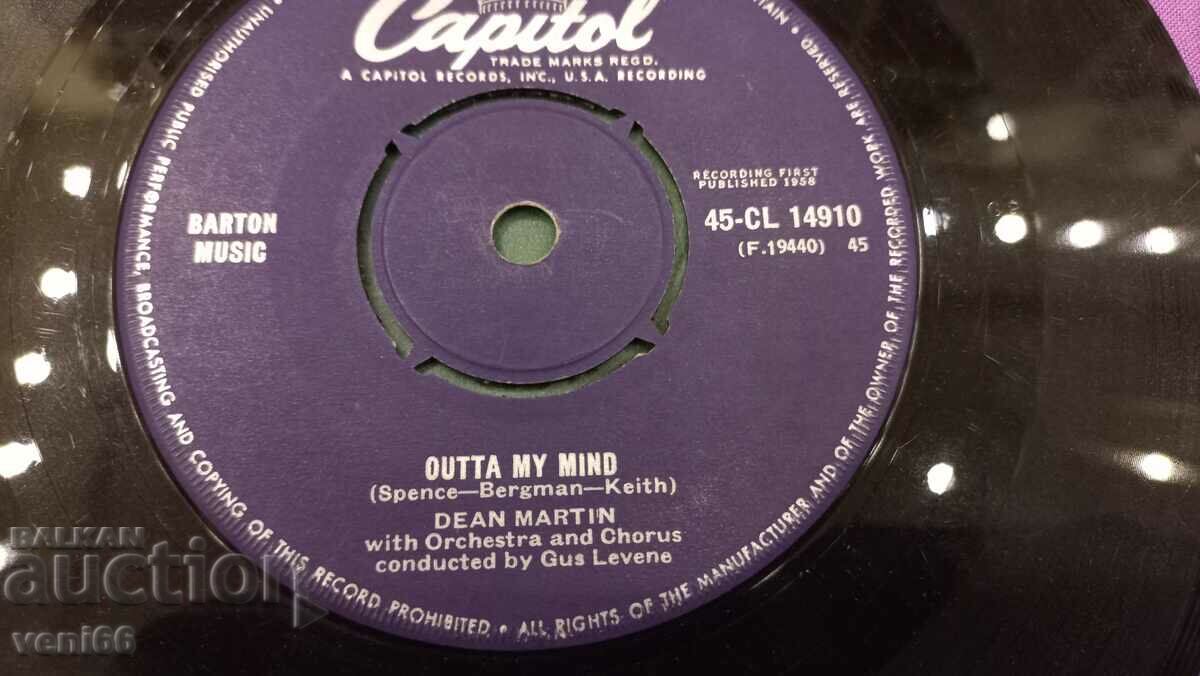 Capitol
TRADE MARKS REGD.
A CAPITOL RECORDS, INC., U.S.A. RECORDING
RECORDING FIRST
PUBLISHED 1958
45-CL 14910
(F.19440) 45
BARTON
MUSIC
OUTTA MY MIND
(Spence—Bergman—Keith)
DEAN MARTIN
with Orchestra and Chorus
conducted by Gus Levene
UNAUTHORISED PUBLIC PERFORMANCE, BROADCASTING AND COPYING OF THIS RECORD PROHIBITED • ALL RIGHTS OF THE MANUFACTURER AND OF THE OWNER OF THE RECORDED WORK ARE RESERVED •
BALKAN
auction
veni66